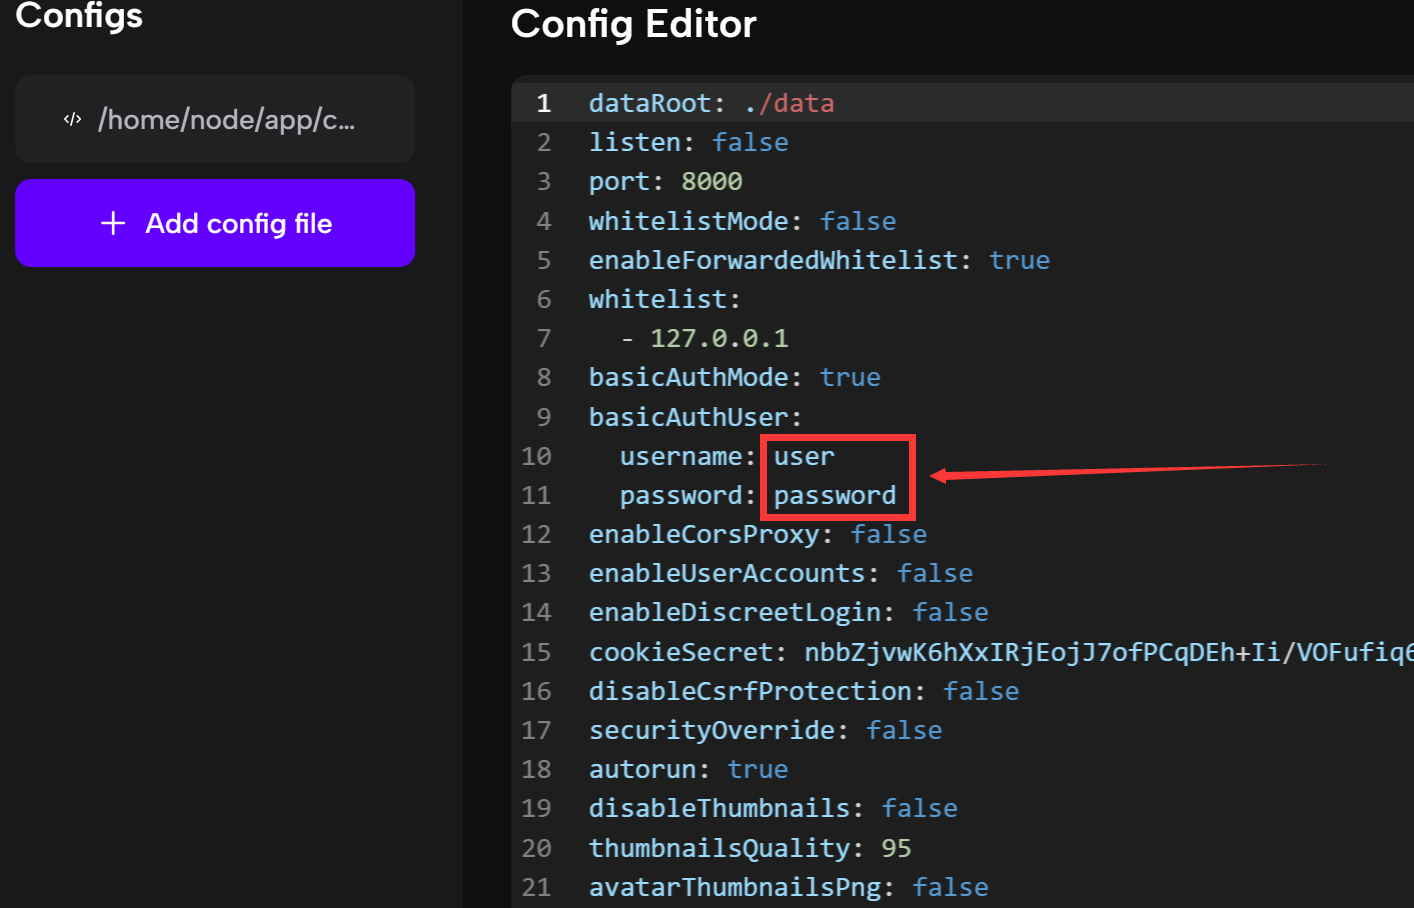 Configs
</> /home/node/app/c...
+ Add config file
Config Editor
1 dataRoot: ./data
2 listen: false
3 port: 8000
4 whitelistMode: false
5 enableForwardedWhitelist: true
6 whitelist:
7 - 127.0.0.1
8 basicAuthMode: true
9 basicAuthUser:
10 username: user
11 password: password
12 enableCorsProxy: false
13 enableUserAccounts: false
14 enableDiscreetLogin: false
15 cookieSecret: nbbZjvwK6hXxIRjEojJ7ofPCqDEh+Ii/VOFufiq6
16 disableCsrfProtection: false
17 securityOverride: false
18 autorun: true
19 disableThumbnails: false
20 thumbnailsQuality: 95
21 avatarThumbnailsPng: false